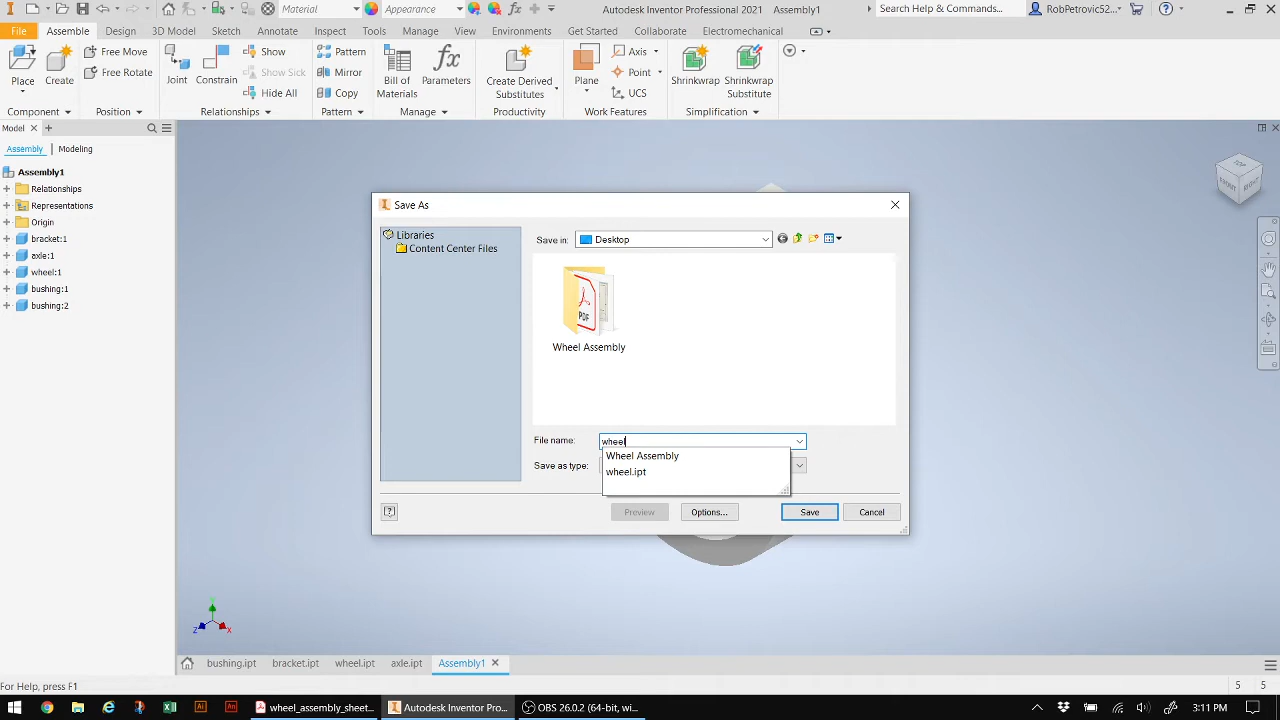 Material
Appearance
Autodesk Inventor Professional 2021 Assembly1
Search Help & Commands...
RobPetrovic52...
File Assemble Design 3D Model Sketch Annotate Inspect Tools Manage View Environments Get Started Collaborate Electromechanical
Place
Create
Free Move
Free Rotate
Joint
Constrain
Show
Show Sick
Hide All
Pattern
Mirror
Copy
Bill of
Materials
Parameters
Create Derived
Substitutes
Plane
Axis
Point
UCS
Shrinkwrap
Shrinkwrap
Substitute
Component
Position
Relationships
Pattern
Manage
Productivity
Work Features
Simplification
Model
Assembly
Modeling
Assembly1
Relationships
Representations
Origin
bracket:1
axle:1
wheel:1
bushing:1
bushing:2
FRONT
RIGHT
Save As
Libraries
Content Center Files
Save in:
Desktop
PDF
Wheel Assembly
File name:
wheel
Wheel Assembly
wheel.ipt
Save as type:
Preview
Options...
Save
Cancel
Z X
bushing.ipt bracket.ipt wheel.ipt axle.ipt Assembly1
For Help, press F1
5 5
Ai
An
wheel_assembly_sheet...
Autodesk Inventor Pro...
OBS 26.0.2 (64-bit, wi...
3:11 PM